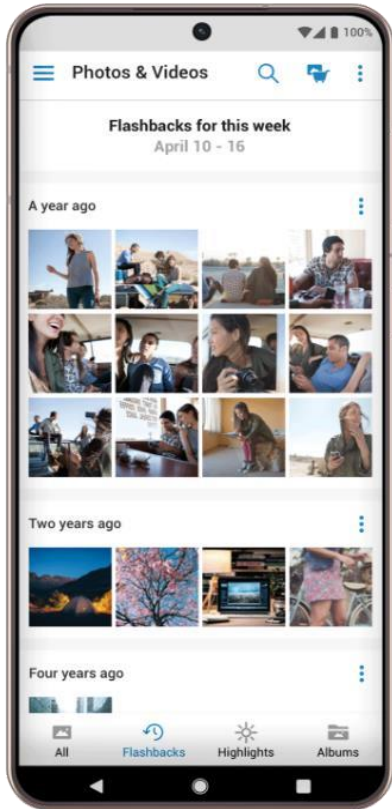 100%
Photos & Videos
Flashbacks for this week
April 10 - 16
A year ago
Two years ago
Four years ago
All
Flashbacks
Highlights
Albums